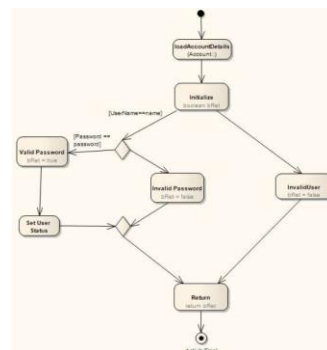 loadAccountDetails
(Account::)
Initialize
boolean bRet
[UserName==name]
[Password ==
password]
Valid Password
bRet = true
Invalid Password
bRet = false
InvalidUser
bRet = false
Set User
Status
Return
return bRet